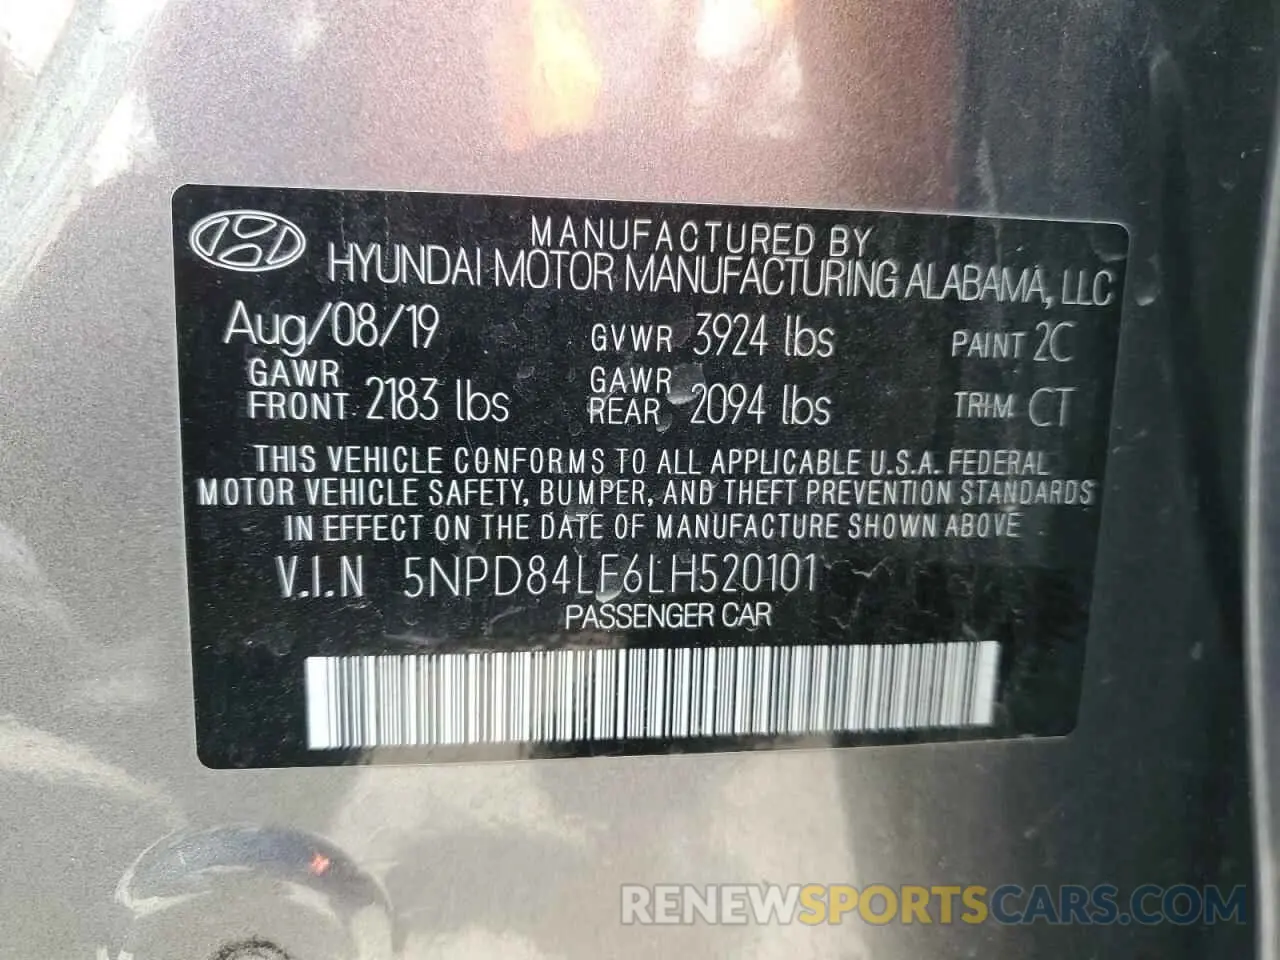 MANUFACTURED BY
HYUNDAI MOTOR MANUFACTURING ALABAMA, LLC
Aug/08/19 GVWR 3924 lbs PAINT 2C
GAWR FRONT 2183 lbs GAWR REAR 2094 lbs TRIM CT
THIS VEHICLE CONFORMS TO ALL APPLICABLE U.S.A. FEDERAL
MOTOR VEHICLE SAFETY, BUMPER, AND THEFT PREVENTION STANDARDS
IN EFFECT ON THE DATE OF MANUFACTURE SHOWN ABOVE .
V.I.N 5NPD84LF6LH520101
PASSENGER CAR
RENEWSPORTSCARS.COM